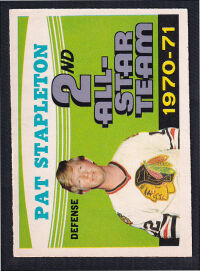 PAT STAPLETON
DEFENSE
2ND
ALL-
STAR
TEAM
1970-71